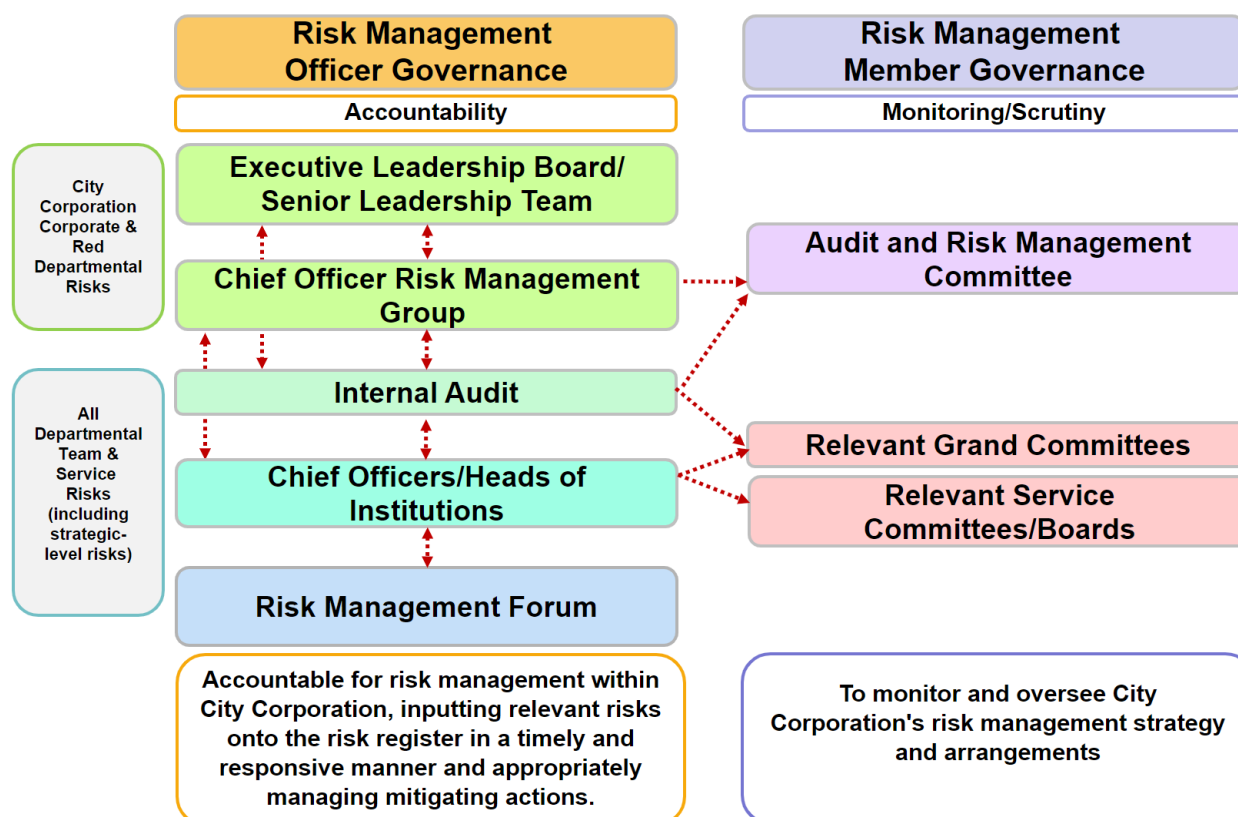 Risk Management
Officer Governance
Risk Management
Member Governance
Accountability
Monitoring/Scrutiny
City
Corporation
Corporate &
Red
Departmental
Risks
Executive Leadership Board/
Senior Leadership Team
Chief Officer Risk Management
Group
Audit and Risk Management
Committee
All
Departmental
Team &
Service
Risks
(including
strategic-
level risks)
Internal Audit
Chief Officers/Heads of
Institutions
Relevant Grand Committees
Relevant Service
Committees/Boards
Risk Management Forum
Accountable for risk management within
City Corporation, inputting relevant risks
onto the risk register in a timely and
responsive manner and appropriately
managing mitigating actions.
To monitor and oversee City
Corporation's risk management strategy
and arrangements